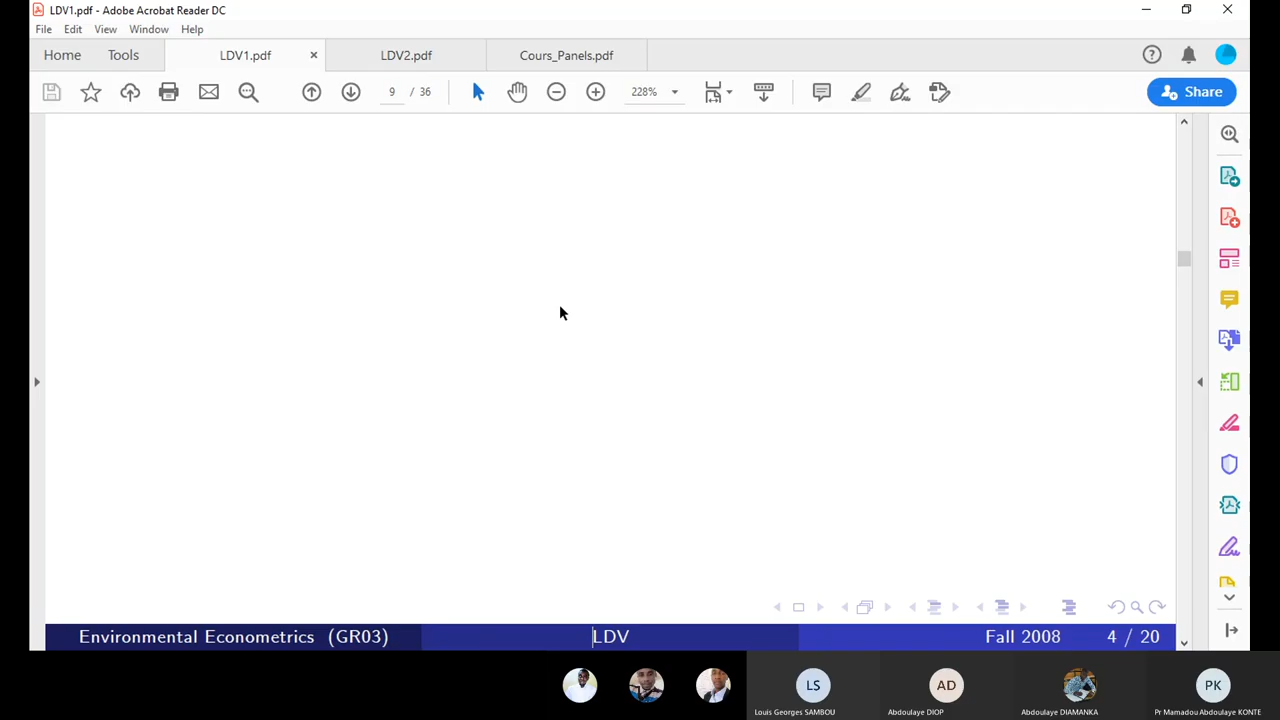 LDV1.pdf - Adobe Acrobat Reader DC
File Edit View Window Help
Home Tools LDV1.pdf LDV2.pdf Cours_Panels.pdf
9 / 36 228% Share
Environmental Econometrics (GR03) LDV Fall 2008 4 / 20
LS AD PK
Louis Georges SAMBOU Abdoulaye DIOP Abdoulaye DIAMANKA Pr Mamadou Abdoulaye KONTE